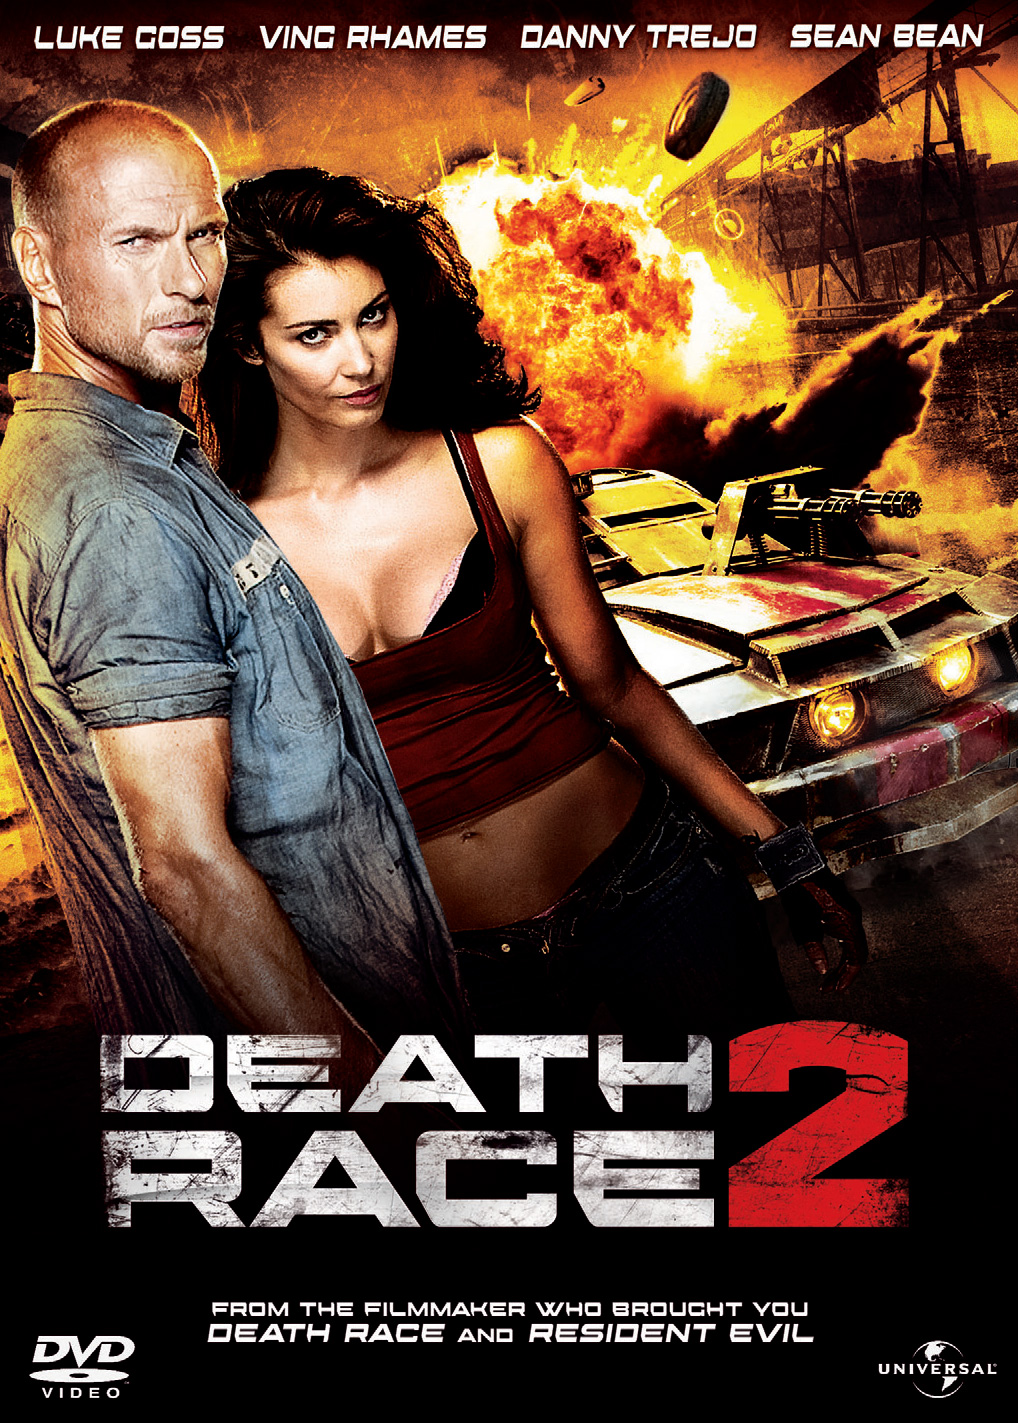 LUKE GOSS VING RHAMES DANNY TREJO SEAN BEAN
DEATH
RACE 2
FROM THE FILMMAKER WHO BROUGHT YOU
DEATH RACE AND RESIDENT EVIL
DVD
VIDEO
UNIVERSAL